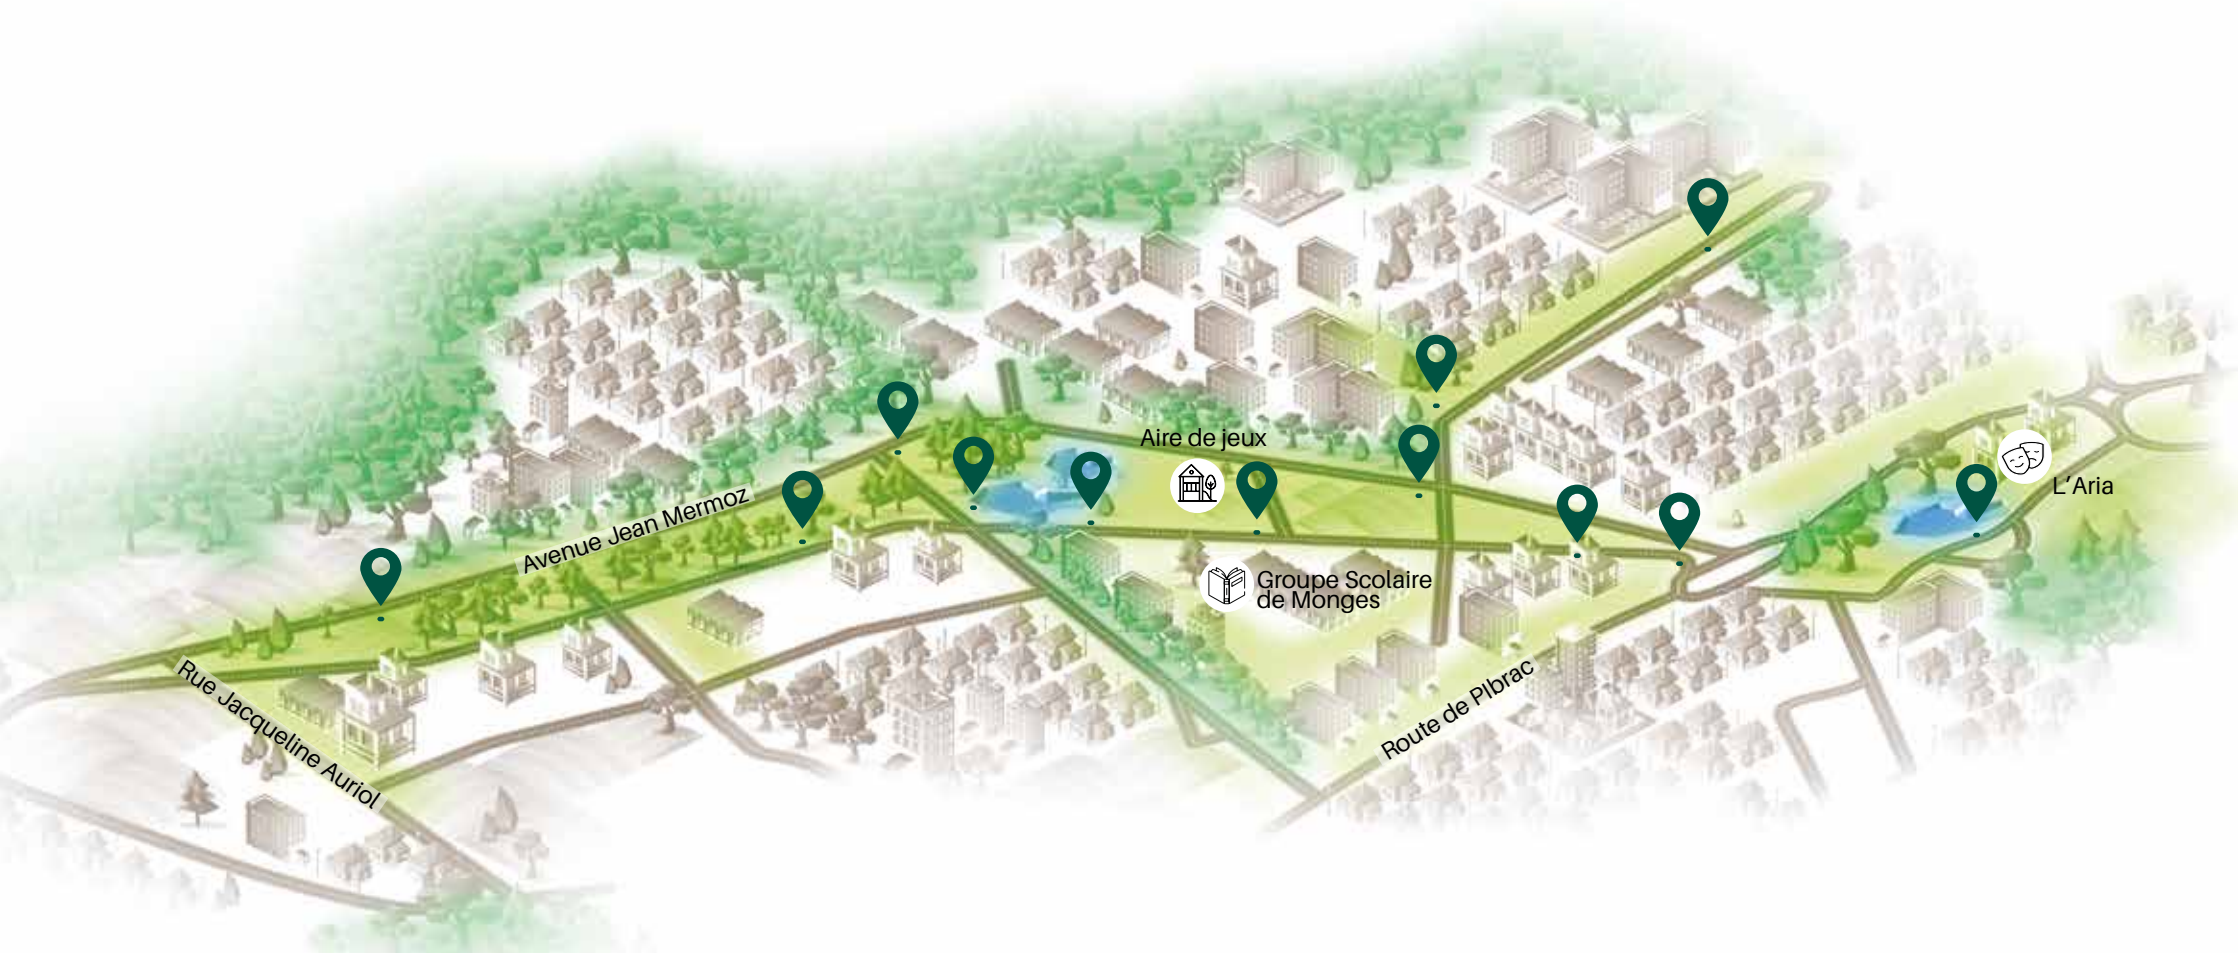 Aire de jeux
Avenue Jean Mermoz
L'Aria
Groupe Scolaire
de Monges
Rue Jacqueline Auriol
Route de PIbrac